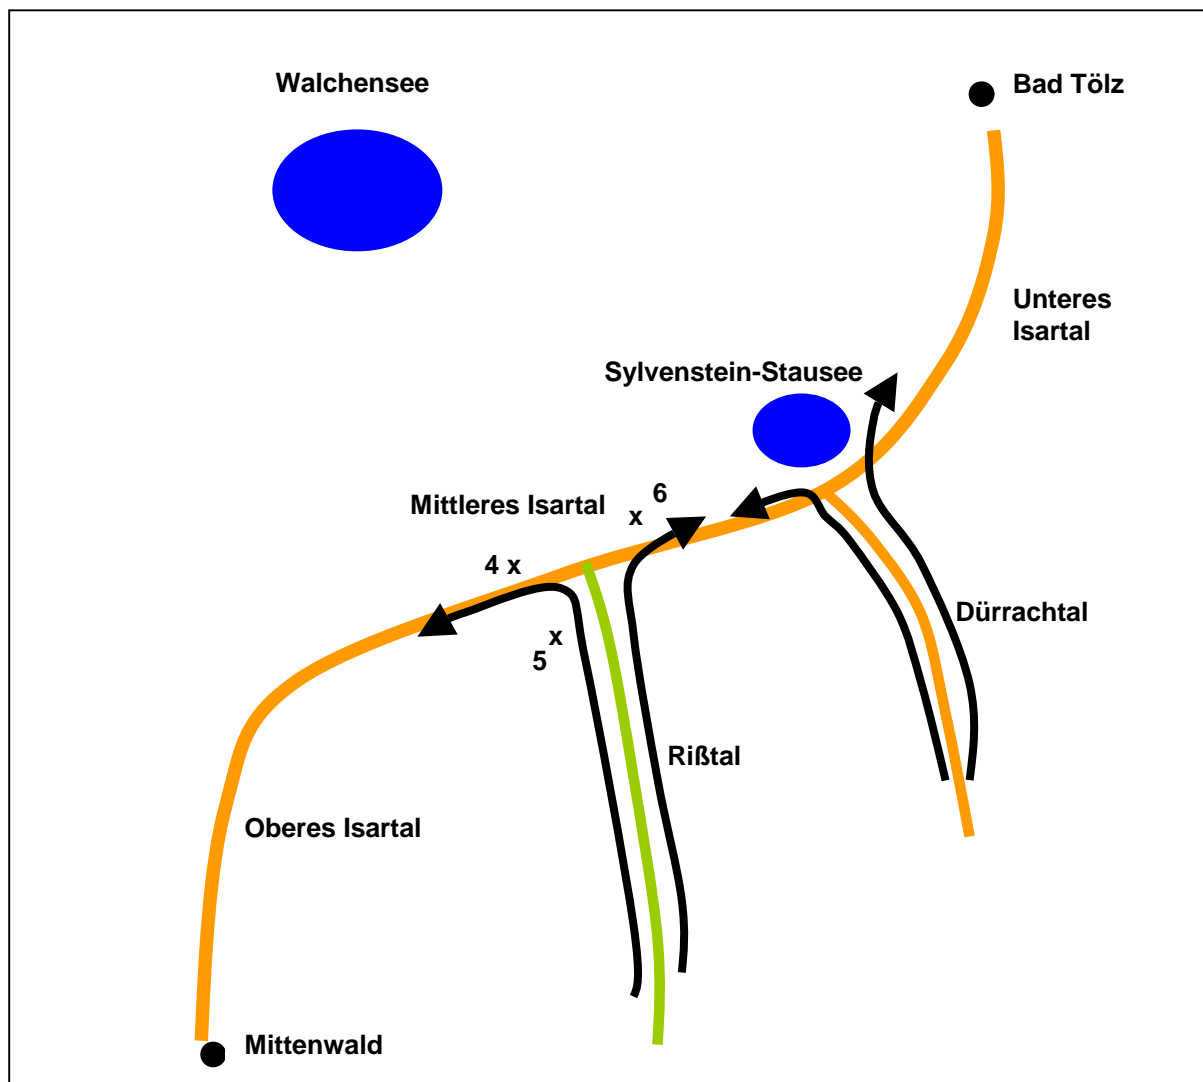 Walchensee
Bad Tölz
Unteres
Isartal
Sylvenstein-Stausee
Mittleres Isartal
6
x
4 x
x
5
Dürrachtal
Rißtal
Oberes Isartal
Mittenwald